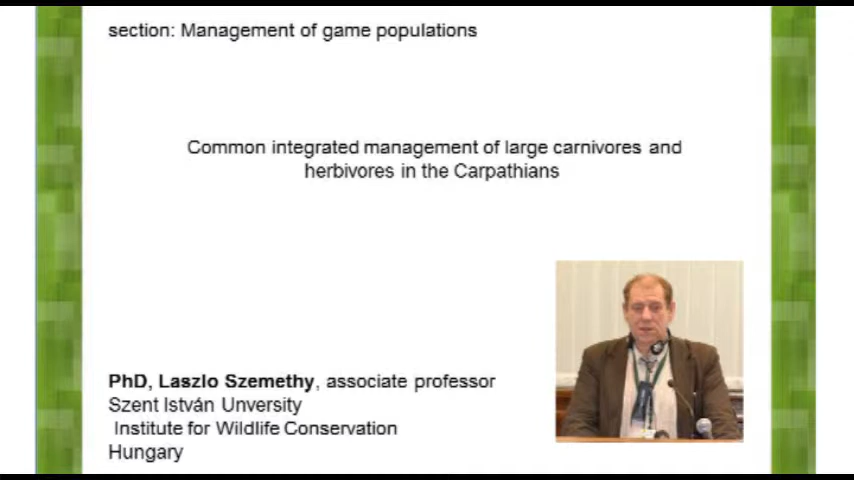 section: Management of game populations
Common integrated management of large carnivores and
herbivores in the Carpathians
PhD, Laszlo Szemethy, associate professor
Szent István Unversity
Institute for Wildlife Conservation
Hungary